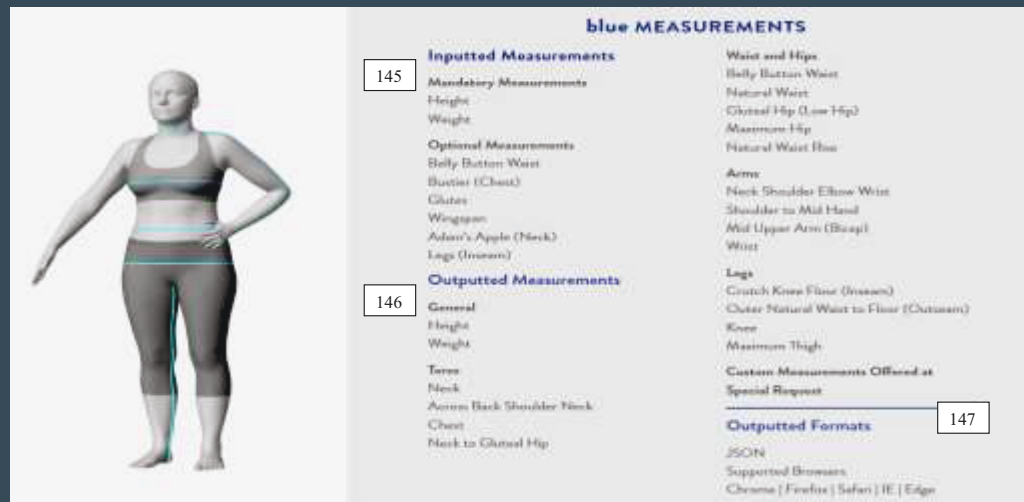 blue MEASUREMENTS
145
Inputted Measurements
Mandatory Measurements
Height
Weight
Optional Measurements
Belly Button Waist
Bustier (Chest)
Glutes
Wingspan
Adam's Apple (Neck)
Legs (Inseam)
Outputted Measurements
146
General
Height
Weight
Torso
Neck
Across Back Shoulder Neck
Chest
Neck to Gluteal Hip
Waist and Hips
Belly Button Waist
Natural Waist
Gluteal Hip (Low Hip)
Maximum Hip
Natural Waist Rise
Arms
Neck Shoulder Elbow Wrist
Shoulder to Mid Hand
Mid Upper Arm (Bicep)
Wrist
Legs
Crotch Knee Floor (Inseam)
Outer Natural Waist to Floor (Outseam)
Knee
Maximum Thigh
Custom Measurements Offered at
Special Request
147
Outputted Formats
JSON
Supported Browsers
Chrome | Firefox | Safari | IE | Edge